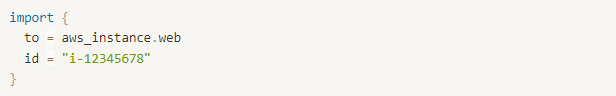 import {
  to = aws_instance.web
  id = "i-12345678"
}